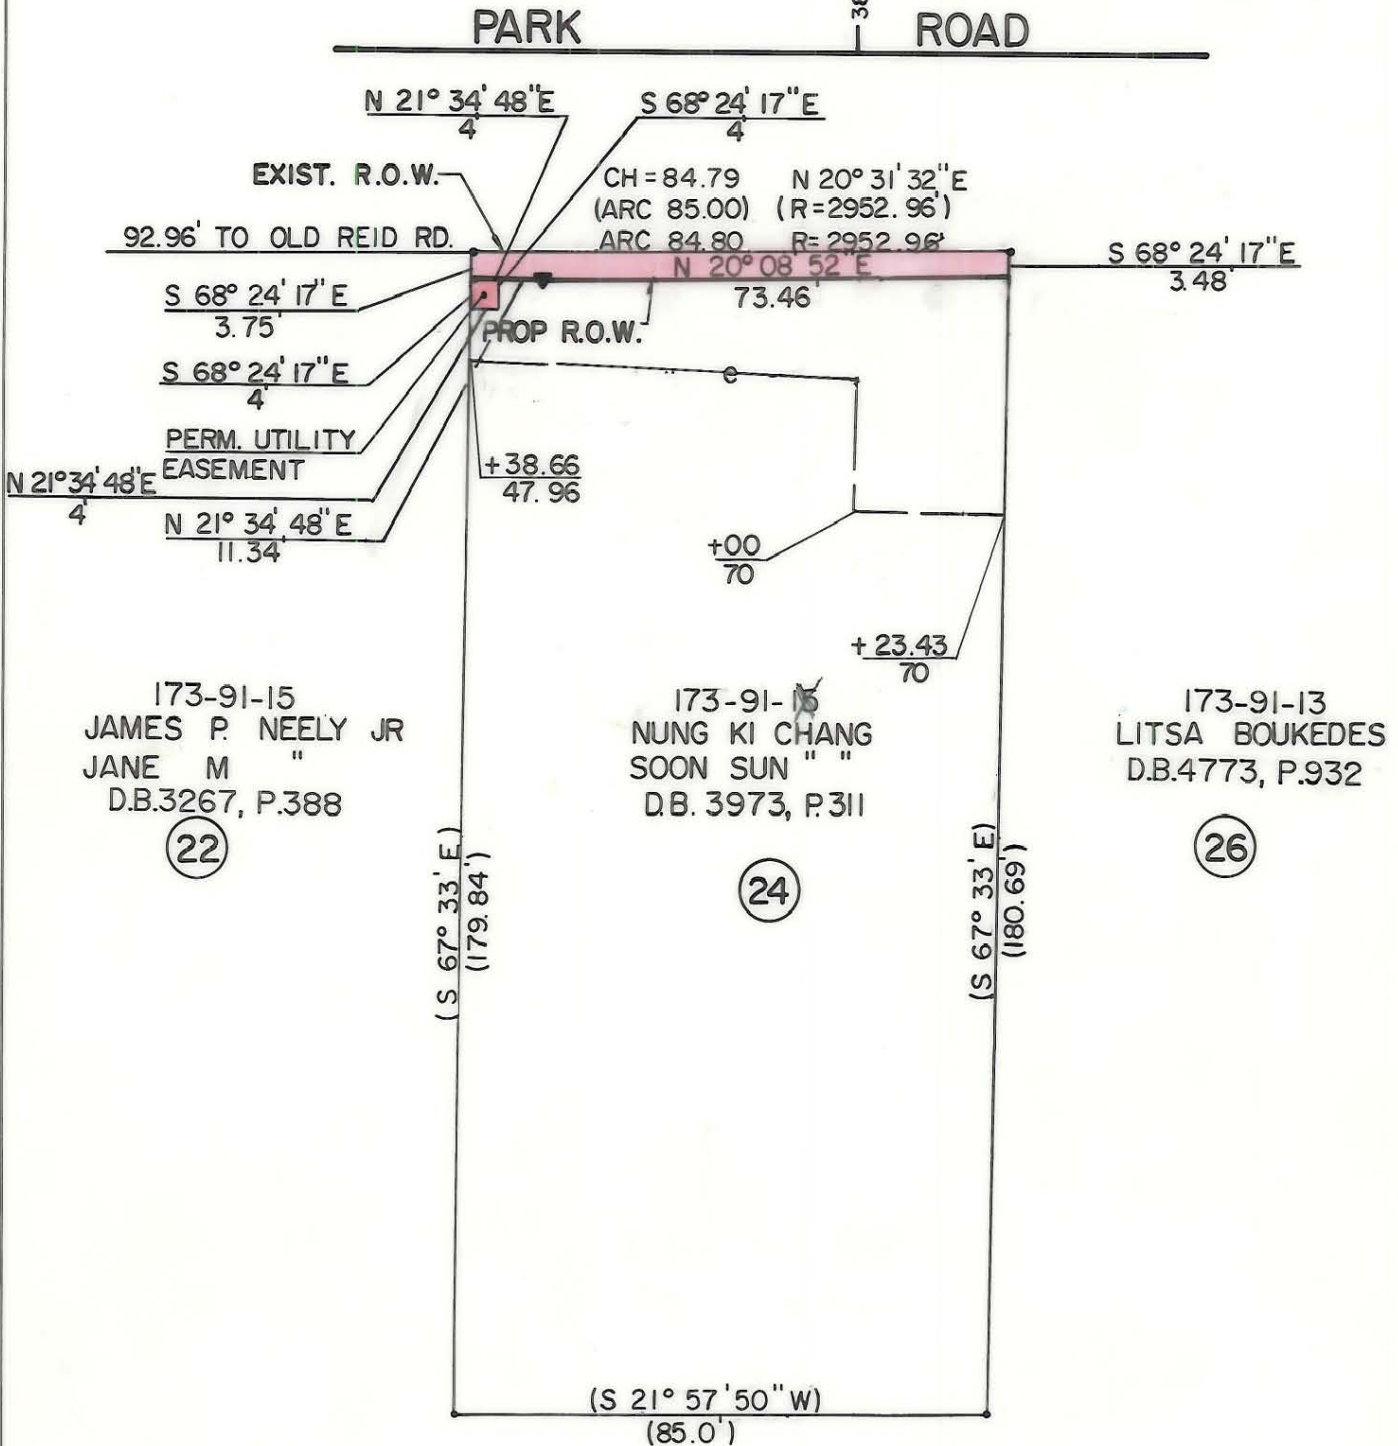 PARK ROAD
38
N 21° 34' 48"E
4'
S 68° 24' 17"E
4'
EXIST. R.O.W.
CH = 84.79 N 20° 31' 32"E
(ARC 85.00) (R=2952.96')
92.96' TO OLD REID RD.
ARC 84.80 R= 2952.96'
S 68° 24' 17"E
3.48'
N 20° 08' 52"E
73.46'
S 68° 24' 17"E
3.75'
PROP R.O.W.
S 68° 24' 17"E
4'
e
PERM. UTILITY
EASEMENT
+38.66
47.96
N 21° 34' 48"E
4'
N 21° 34' 48"E
11.34'
+00
70
+ 23.43
70
173-91-15
JAMES P. NEELY JR
JANE M "
D.B.3267, P.388
22
173-91-
NUNG KI CHANG
SOON SUN " "
D.B. 3973, P.311
24
173-91-13
LITSA BOUKEDES
D.B.4773, P.932
26
(S 67° 33' E)
(179.84')
(S 67° 33' E)
(180.69')
(S 21° 57' 50" W)
(85.0')